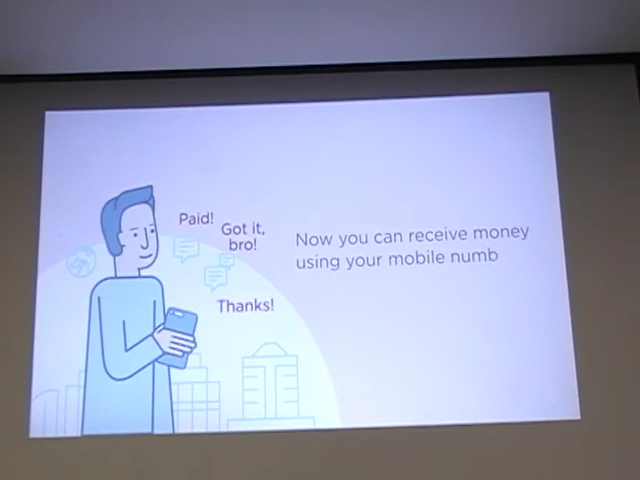 Paid!
Got it,
bro!
Thanks!
Now you can receive money
using your mobile numb